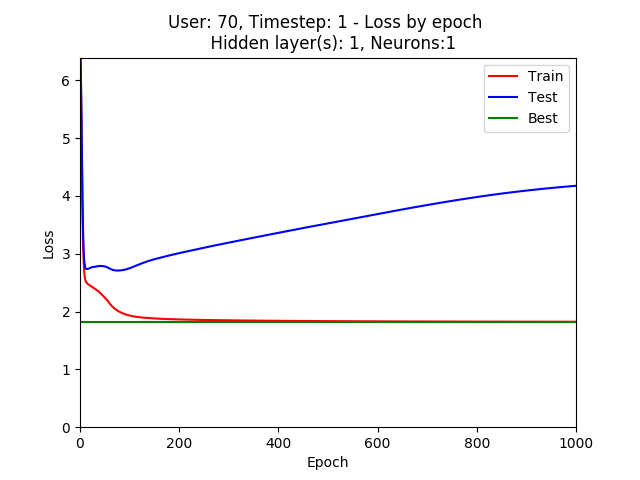 User: 70, Timestep: 1 - Loss by epoch
Hidden layer(s): 1, Neurons:1
Train
Test
Best
Loss
6
5
4
3
2
1
0
0 200 400 600 800 1000
Epoch